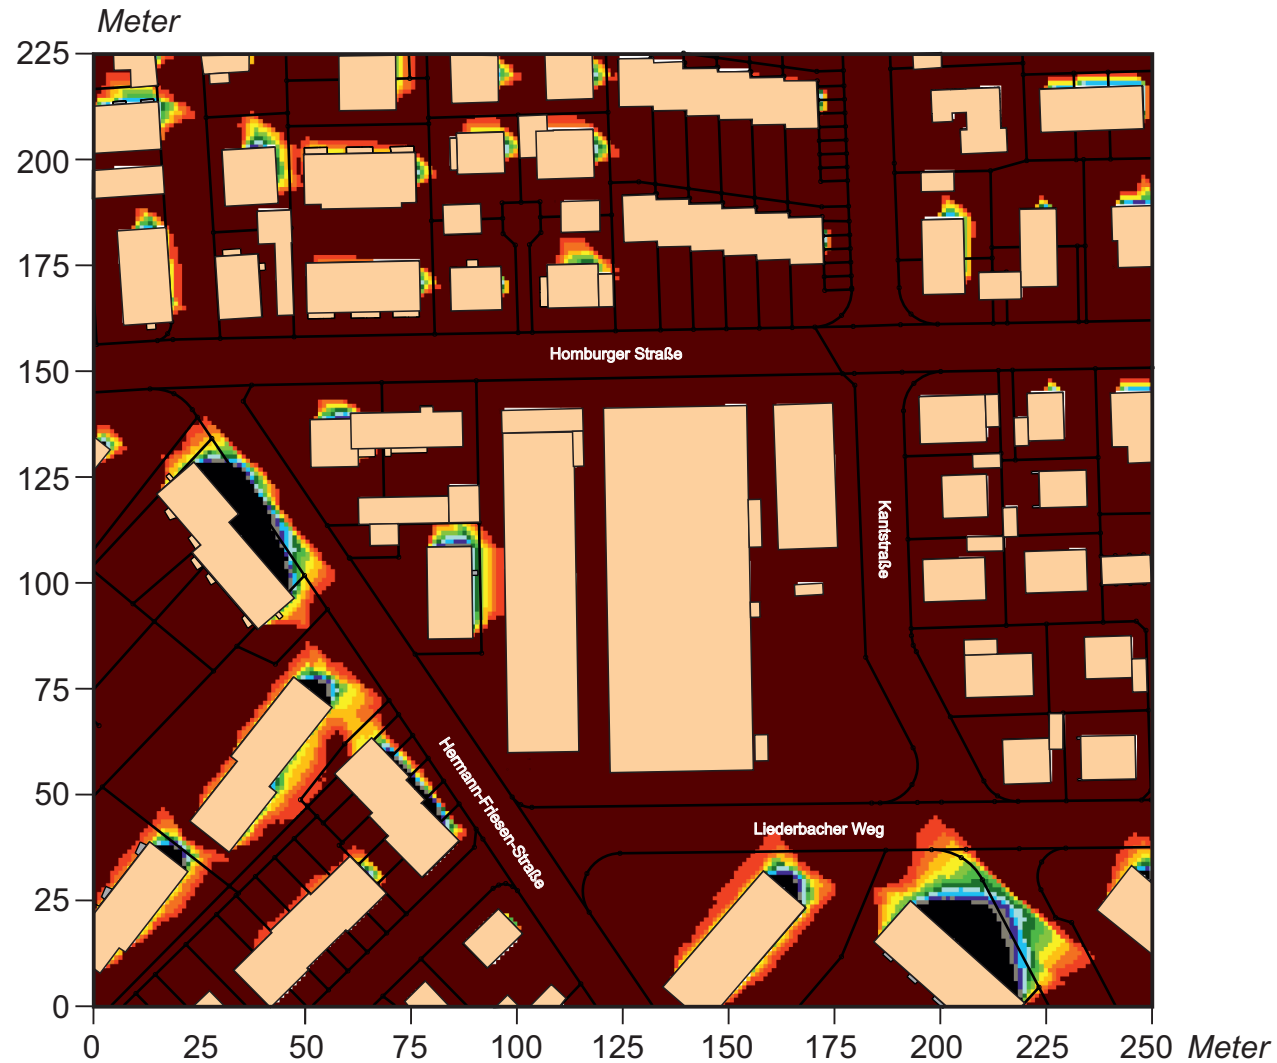 Meter
225
200
175
150
125
100
75
50
25
0
Homburger Straße
Kantstraße
Hermann-Friesen-Straße
Liederbacher Weg
0 25 50 75 100 125 150 175 200 225 250 Meter